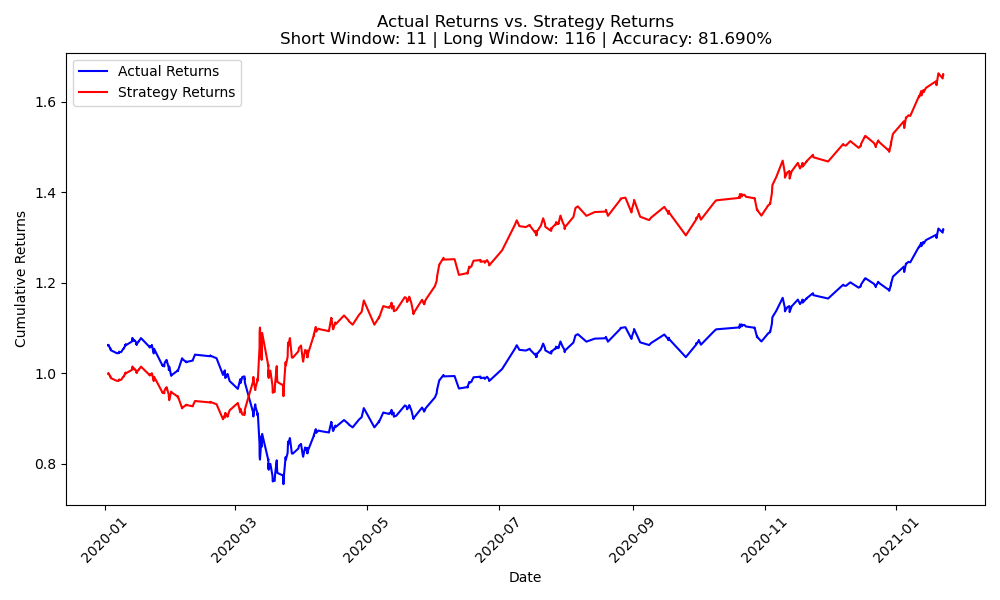 Actual Returns vs. Strategy Returns
Short Window: 11 | Long Window: 116 | Accuracy: 81.690%
Actual Returns
Strategy Returns
Cumulative Returns
1.6
1.4
1.2
1.0
0.8
2020-01
2020-03
2020-05
2020-07
2020-09
2020-11
2021-01
Date